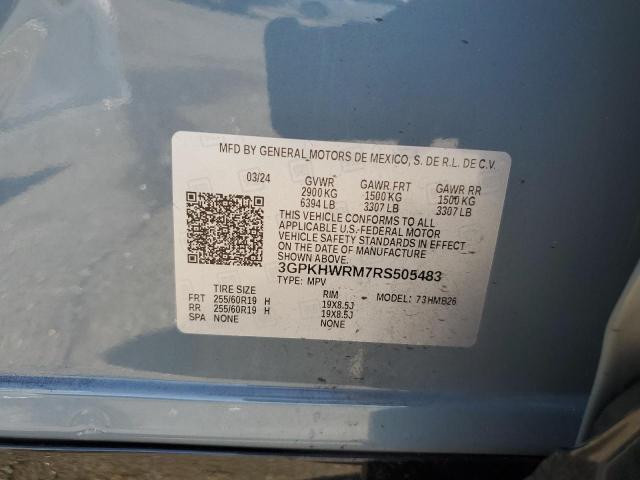 MFD BY GENERAL MOTORS DE MEXICO, S. DE R.L. DE C.V.
03/24 GVWR GAWR FRT GAWR RR
2900 KG 1500 KG 1500 KG
6394 LB 3307 LB 3307 LB
THIS VEHICLE CONFORMS TO ALL
APPLICABLE U.S. FEDERAL MOTOR
VEHICLE SAFETY STANDARDS IN EFFECT
ON THE DATE OF MANUFACTURE
SHOWN ABOVE.
3GPKHWRM7RS505483
TYPE: MPV
TIRE SIZE RIM MODEL: 73HMB26
FRT 255/60R19 H 19X8.5J
RR 255/60R19 H 19X8.5J
SPA NONE NONE